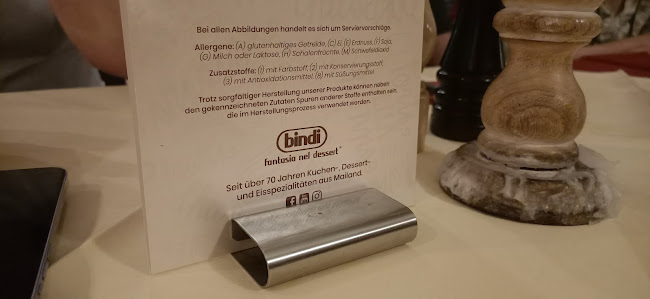 Bei allen Abbildungen handelt es sich um Serviervorschläge.
Allergene: (A) glutenhaltiges Getreide, (C) Ei, (E) Erdnuss, (F) Soja,
(G) Milch oder Laktose, (H) Schalenfrüchte, (M) Schwefeldioxid
Zusatzstoffe: (1) mit Farbstoff, (2) mit Konservierungsstoff,
(3) mit Antioxidationsmittel, (8) mit Süßungsmittel
Trotz sorgfältiger Herstellung unserer Produkte können neben
den gekennzeichneten Zutaten Spuren anderer Stoffe enthalten sein,
die im Herstellungsprozess verwendet werden.
bindi
fantasia nel dessert
Seit über 70 Jahren Kuchen-, Dessert-
und Eisspezialitäten aus Mailand.